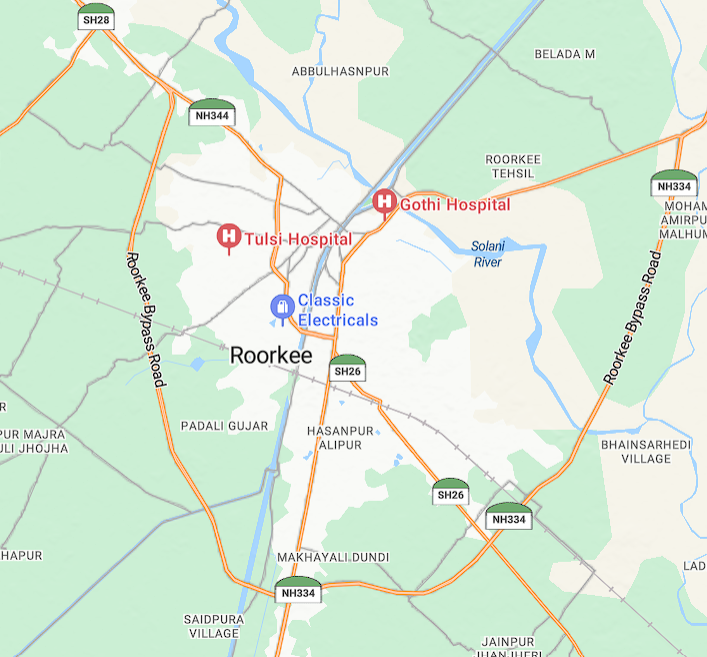 SH28
BELADA M
ABBULHASNPUR
NH344
ROORKEE
TEHSIL
NH334
Gothi Hospital
MOHAM
AMIRPU
MALHUM
Tulsi Hospital
Solani
River
Roorkee Bypass Road
Roorkee Bypass Road
Classic
Electricals
Roorkee
SH26
R
PUR MAJRA
ULI JHOJHA
PADALI GUJAR
HASANPUR
ALIPUR
BHAINSARHEDI
VILLAGE
SH26
NH334
HAPUR
MAKHAYALI DUNDI
LAD
NH334
SAIDPURA
VILLAGE
JAINPUR